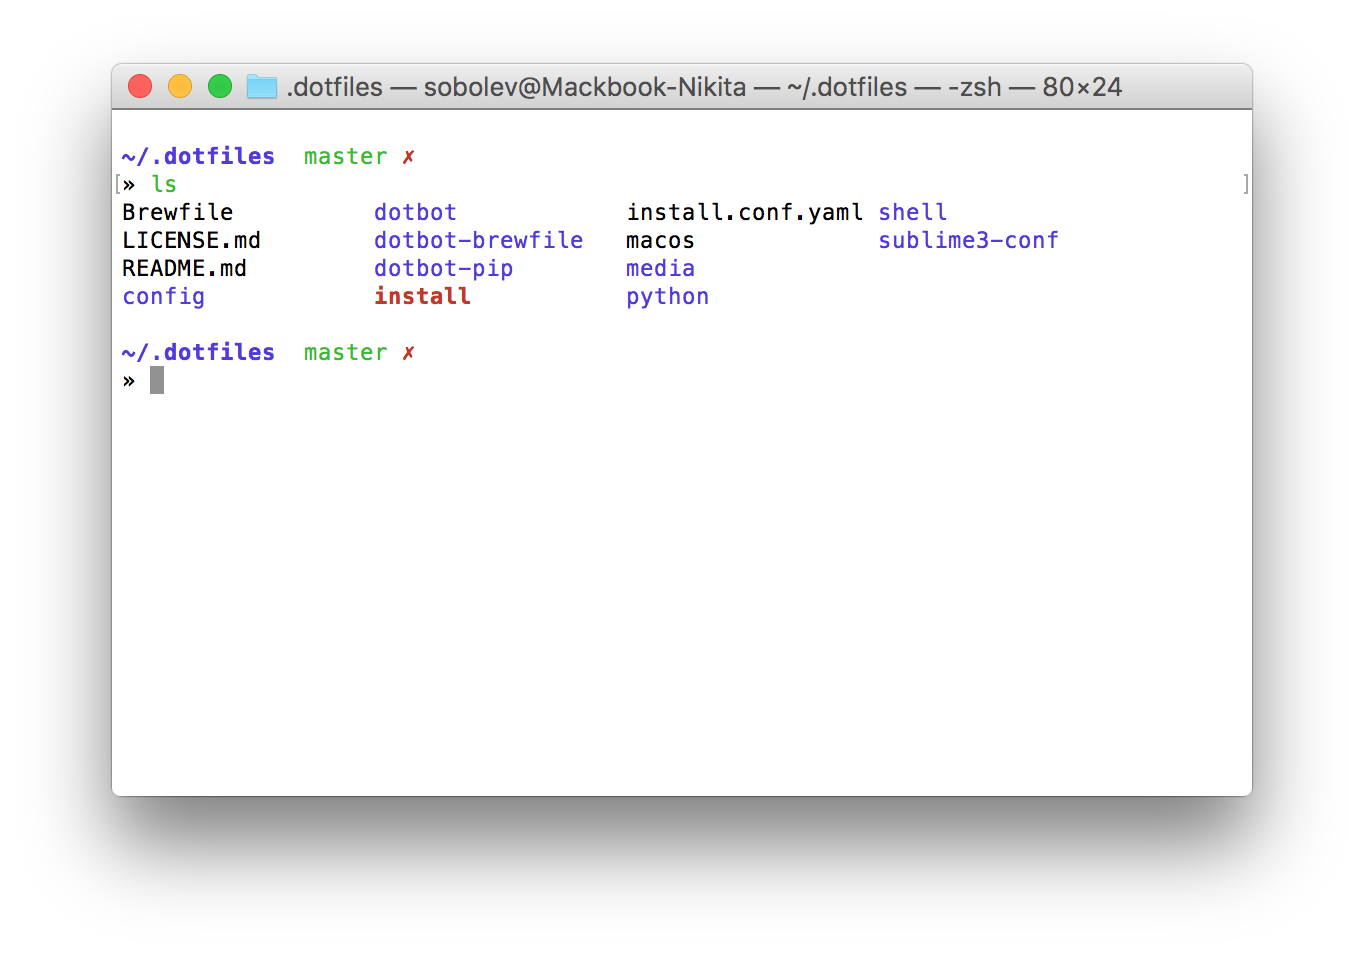 .dotfiles — sobolev@Mackbook-Nikita — ~/.dotfiles — -zsh — 80×24
~/.dotfiles  master ✗
[» ls ]
Brewfile          dotbot            install.conf.yaml shell
LICENSE.md        dotbot-brewfile   macos             sublime3-conf
README.md         dotbot-pip        media
config            install           python
~/.dotfiles  master ✗
»